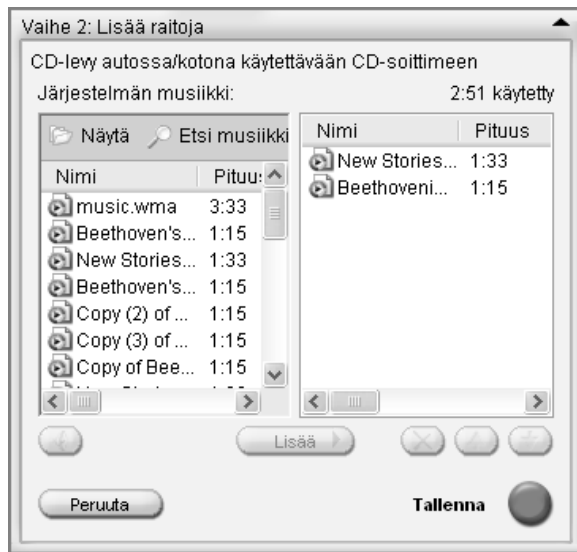 Vaihe 2: Lisää raitoja
CD-levy autossa/kotona käytettävään CD-soittimeen
Järjestelmän musiikki:
2:51 käytetty
Näytä
Etsi musiikki
Nimi
Pituu
music.wma 3:33
Beethoven's... 1:15
New Stories... 1:33
Beethoven's... 1:15
Copy (2) of ... 1:15
Copy (3) of ... 1:15
Copy of Bee... 1:15
Nimi
Pituus
New Stories... 1:33
Beethoveni... 1:15
Lisää
Peruuta
Tallenna